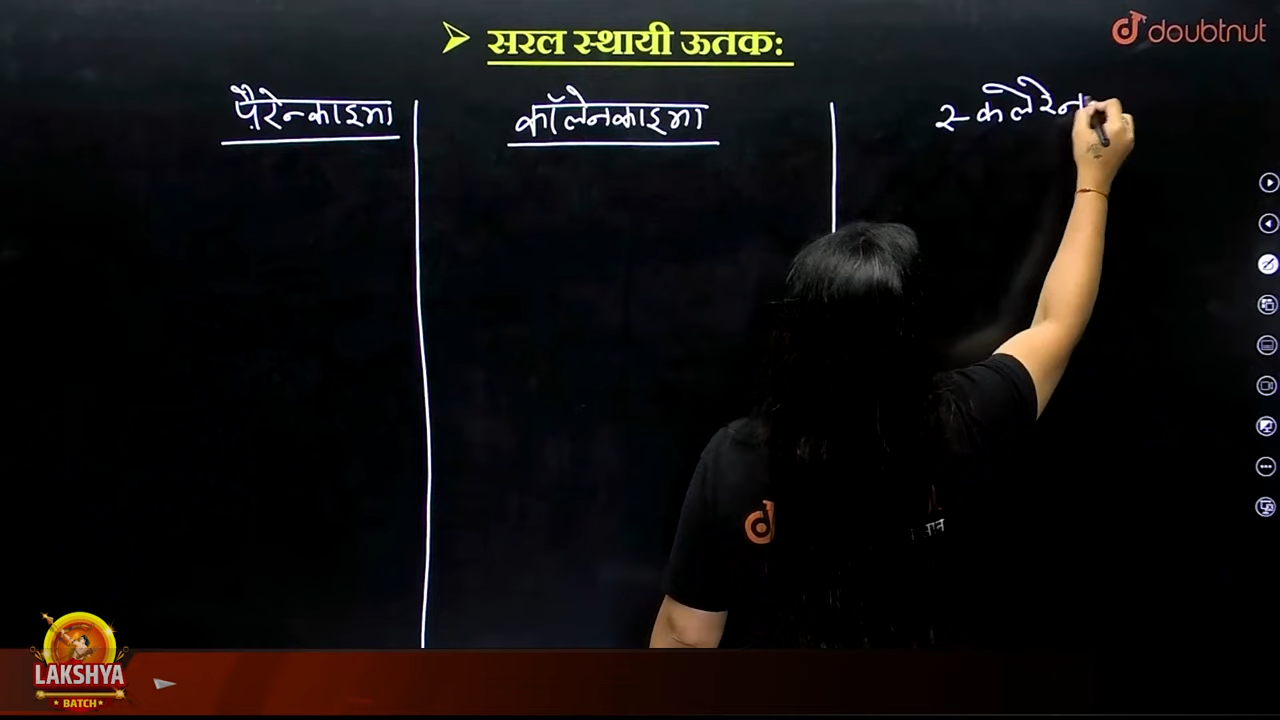 सरल स्थायी ऊतक:
doubtnut
पैरेन्काइमा
कॉलेनकाइमा
स्कलेरेन
LAKSHYA
BATCH